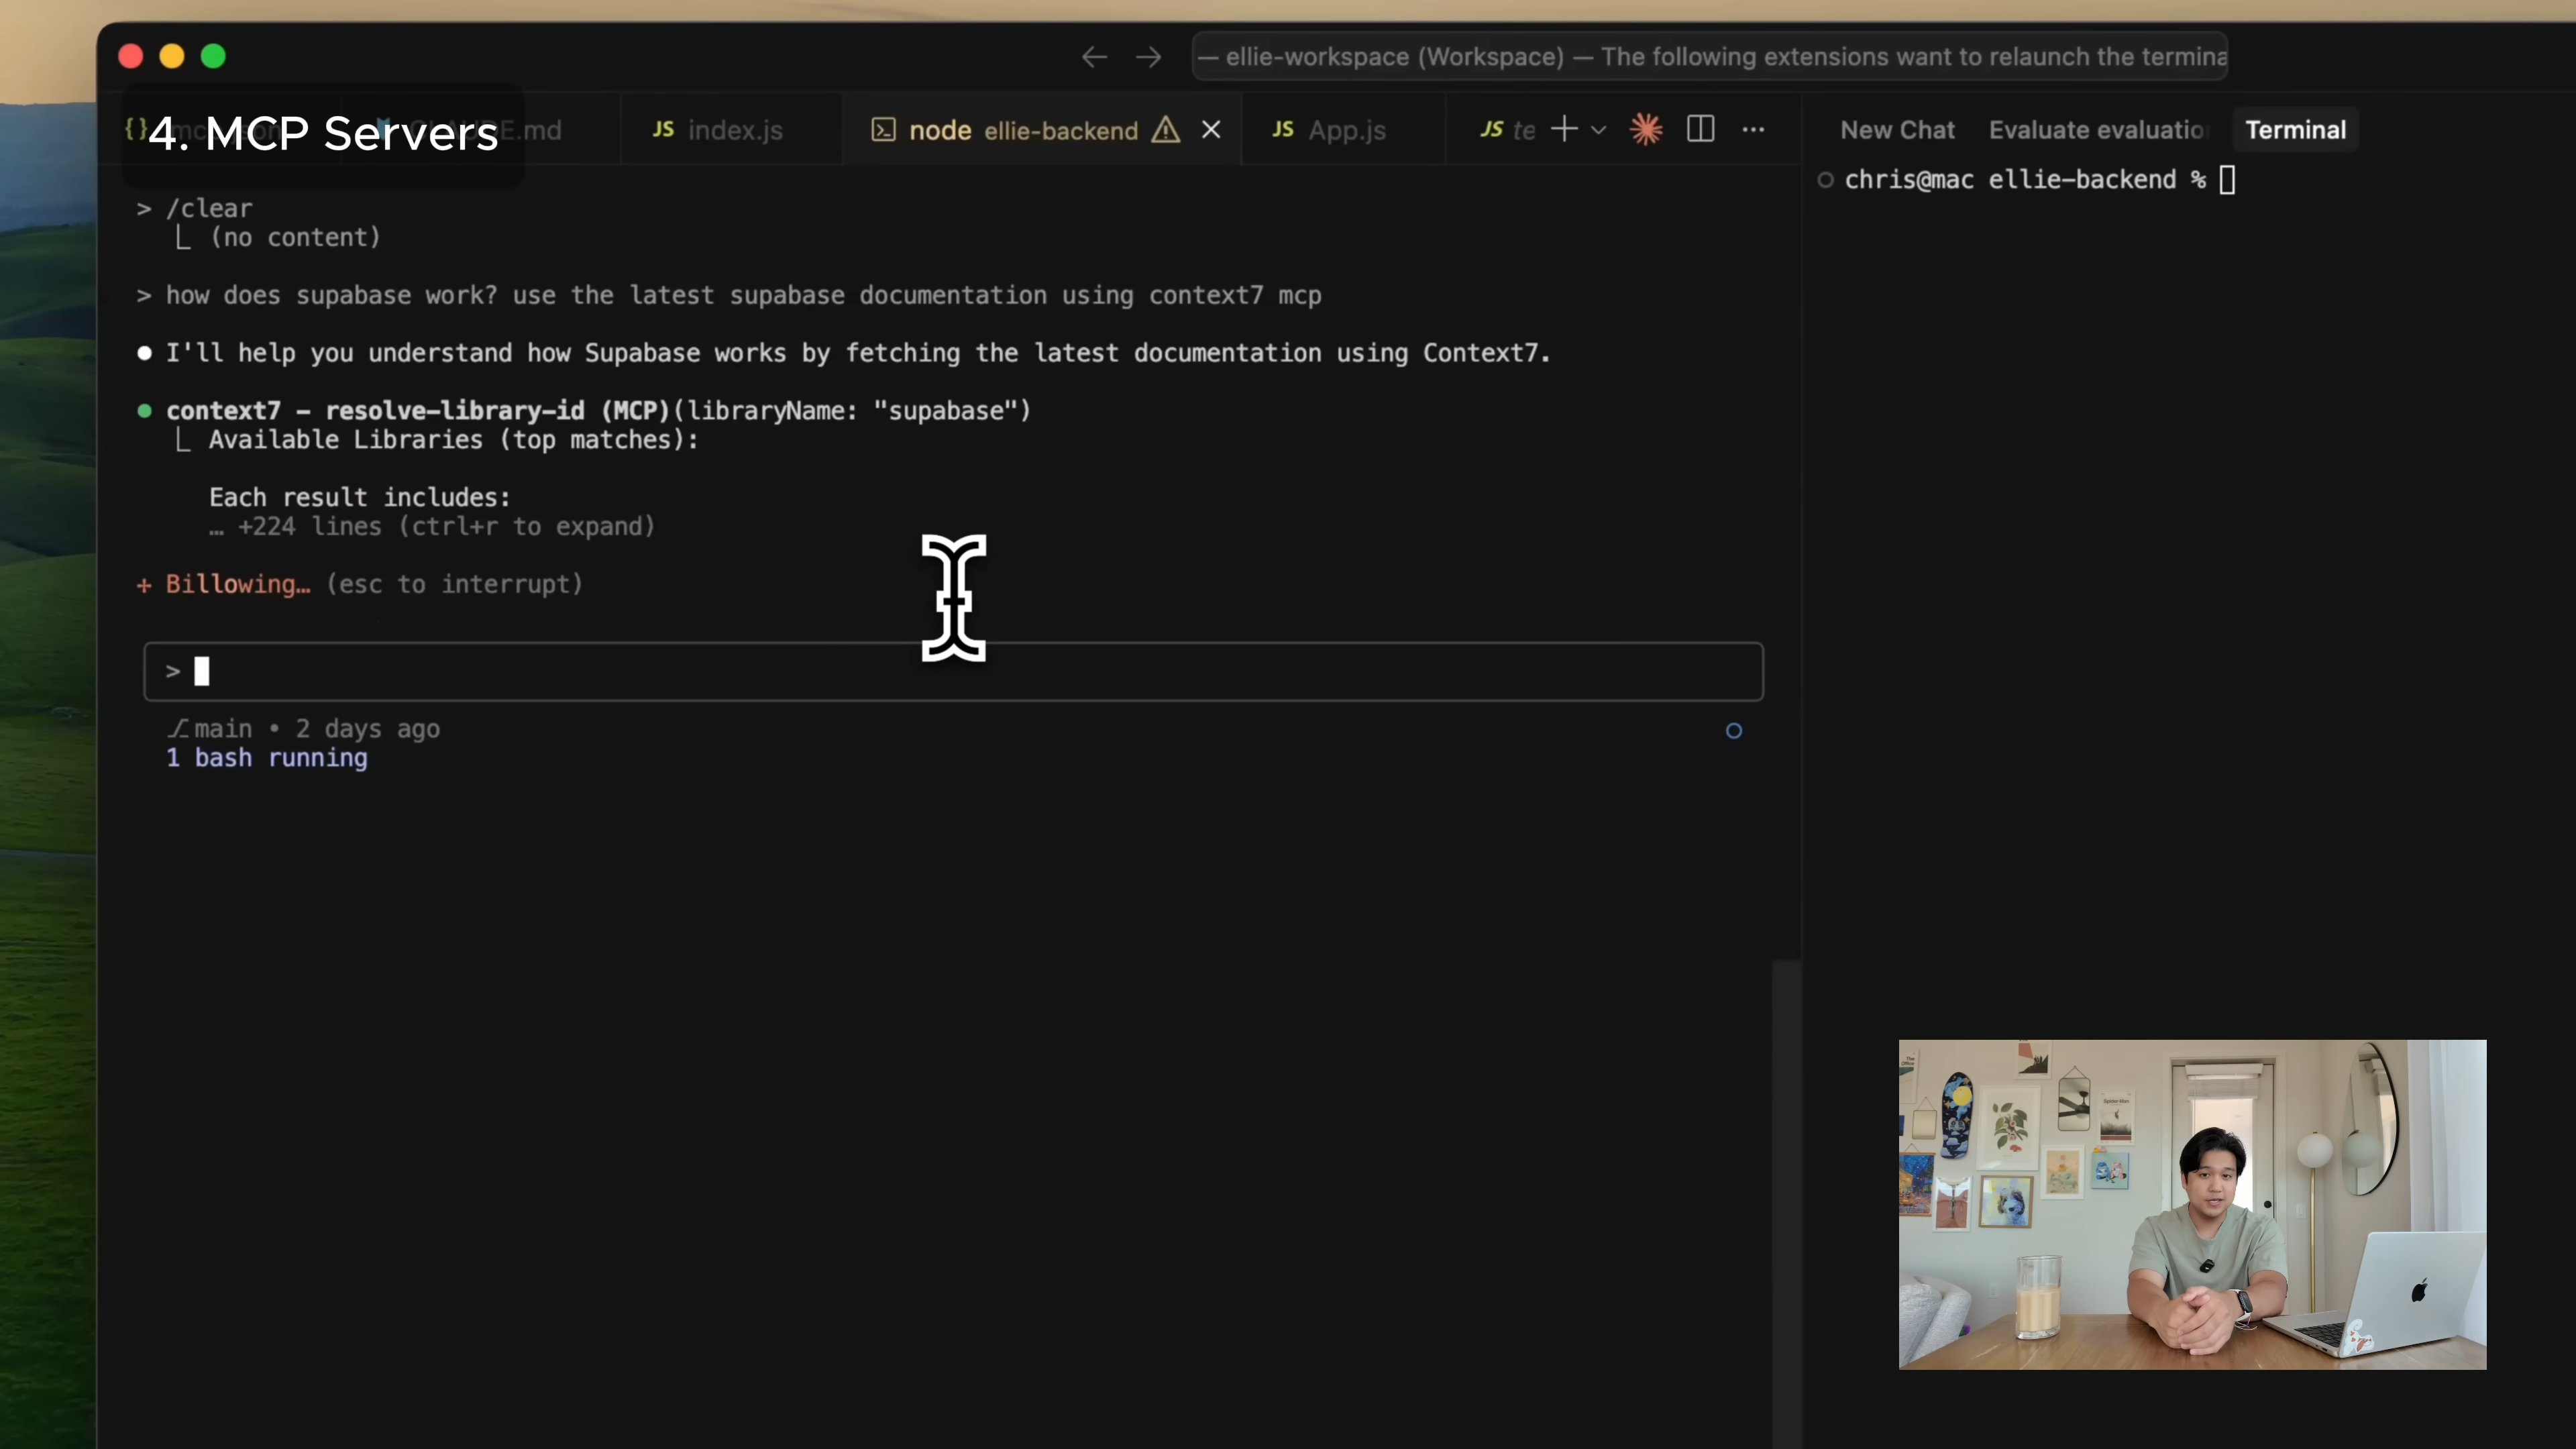 — ellie-workspace (Workspace) — The following extensions want to relaunch the termina
4. MCP Servers
index.js
node ellie-backend
App.js
te
New Chat
Evaluate evaluatio
Terminal
chris@mac ellie-backend %
> /clear
(no content)
> how does supabase work? use the latest supabase documentation using context7 mcp
I'll help you understand how Supabase works by fetching the latest documentation using Context7.
context7 - resolve-library-id (MCP)(libraryName: "supabase")
Available Libraries (top matches):
Each result includes:
… +224 lines (ctrl+r to expand)
+ Billowing… (esc to interrupt)
>
main • 2 days ago
1 bash running